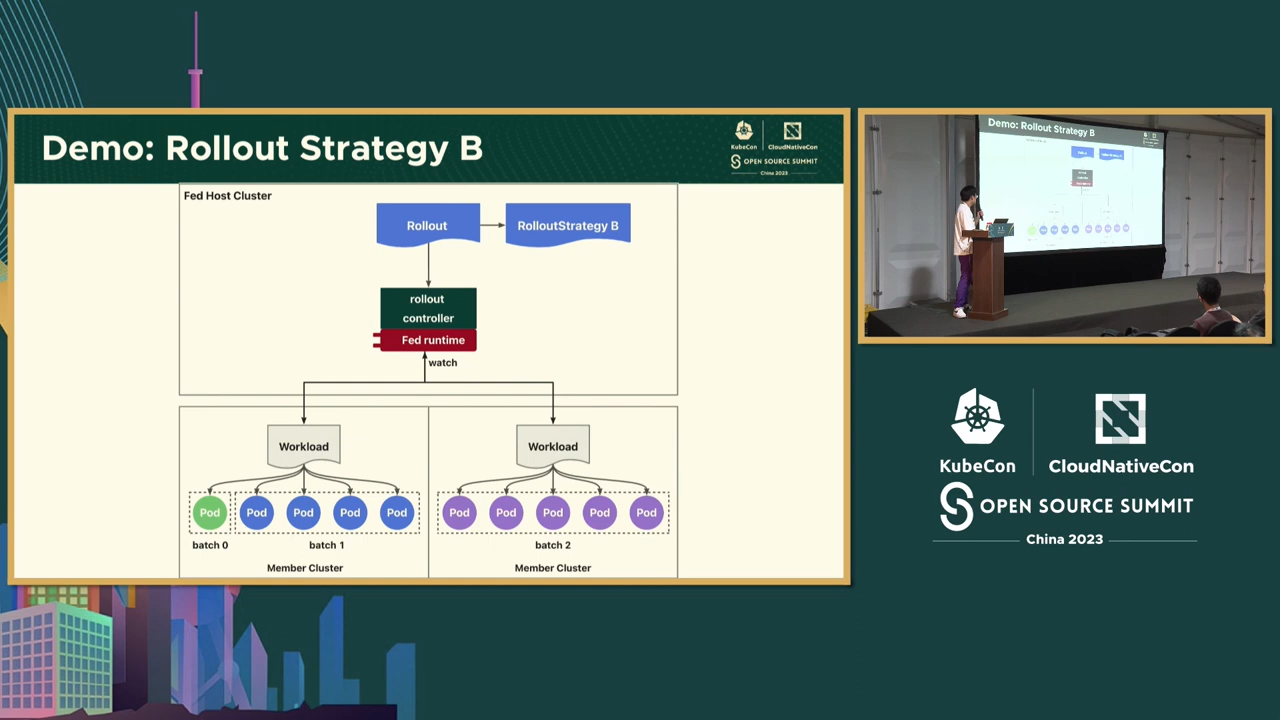 Demo: Rollout Strategy B
KubeCon
CloudNativeCon
OPEN SOURCE SUMMIT
China 2023
Fed Host Cluster
Rollout
RolloutStrategy B
rollout
controller
Fed runtime
watch
Workload
Workload
Pod Pod Pod Pod Pod
Pod Pod Pod Pod Pod
batch 0
batch 1
batch 2
Member Cluster
Member Cluster
Demo: Rollout Strategy B
KubeCon
CloudNativeCon
OPEN SOURCE SUMMIT
China 2023